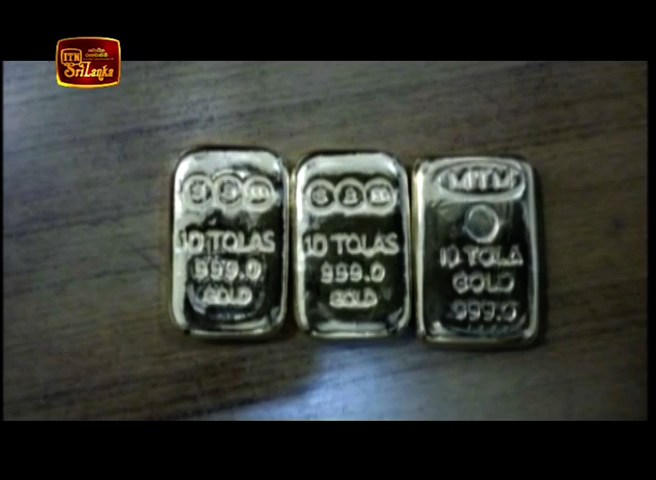 ITN
Sri Lanka
10 TOLAS
999.0
GOLD
10 TOLAS
999.0
GOLD
MTM
10 TOLA
GOLD
999.0